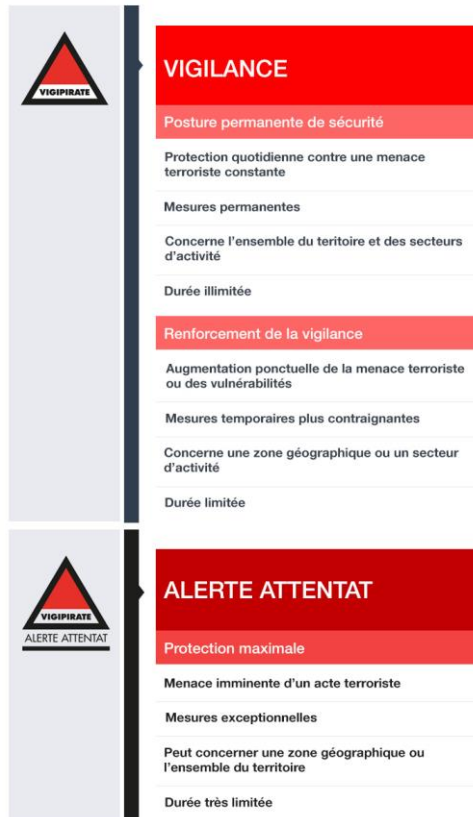 VIGIPIRATE
VIGILANCE
Posture permanente de sécurité
Protection quotidienne contre une menace
terroriste constante
Mesures permanentes
Concerne l'ensemble du teritoire et des secteurs
d'activité
Durée illimitée
Renforcement de la vigilance
Augmentation ponctuelle de la menace terroriste
ou des vulnérabilités
Mesures temporaires plus contraignantes
Concerne une zone géographique ou un secteur
d'activité
Durée limitée
VIGIPIRATE
ALERTE ATTENTAT
ALERTE ATTENTAT
Protection maximale
Menace imminente d'un acte terroriste
Mesures exceptionnelles
Peut concerner une zone géographique ou
l'ensemble du territoire
Durée très limitée